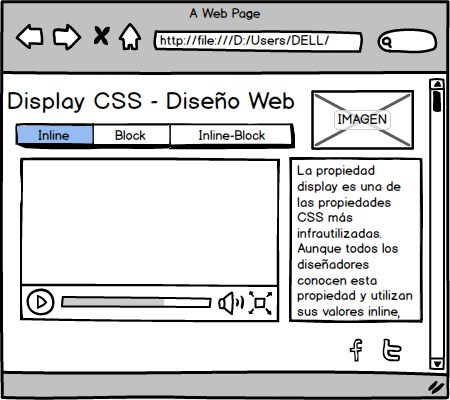 A Web Page
http://file:///D:/Users/DELL/
Display CSS - Diseño Web
IMAGEN
Inline
Block
Inline-Block
La propiedad
display es una de
las propiedades
CSS más
infrautilizadas.
Aunque todos los
diseñadores
conocen esta
propiedad y utilizan
sus valores inline,